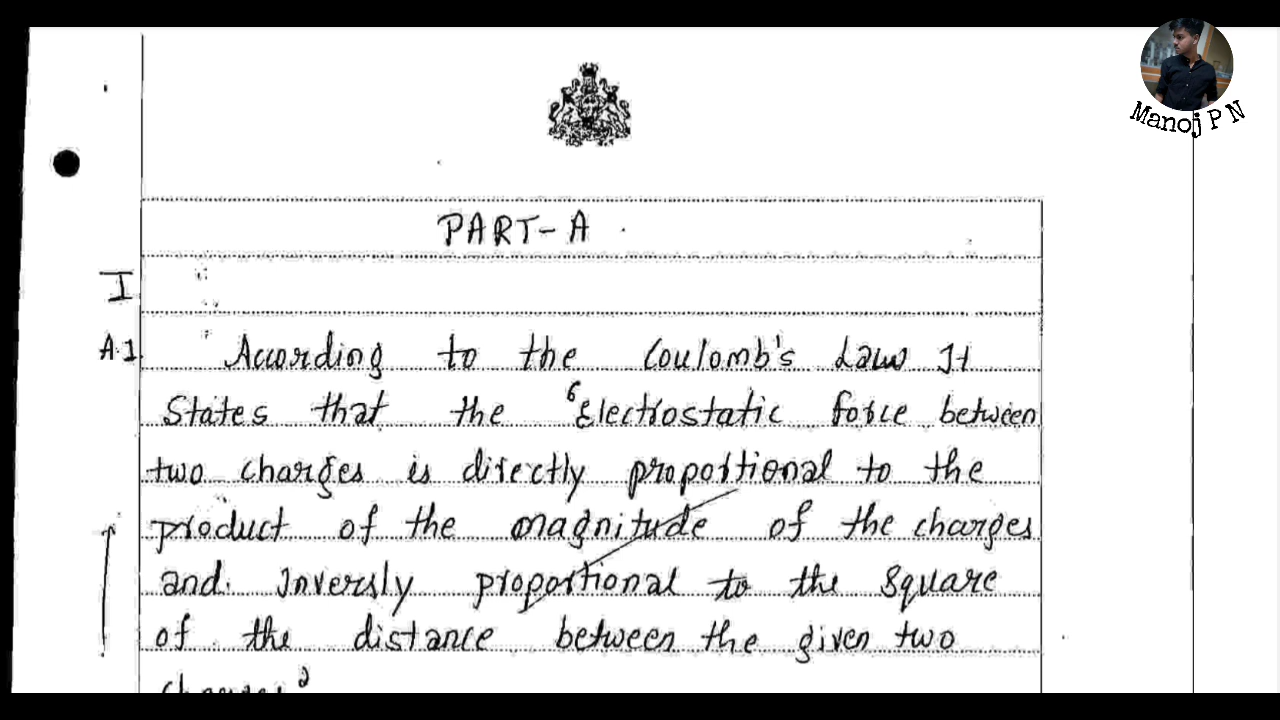 Manoj P N
PART-A
I
A.1 According to the Coulomb's Law It
States that the "Electrostatic force between
two charges is directly proportional to the
product of the magnitude of the charges
and. Inversly proportional to the square
of the distance between the given two